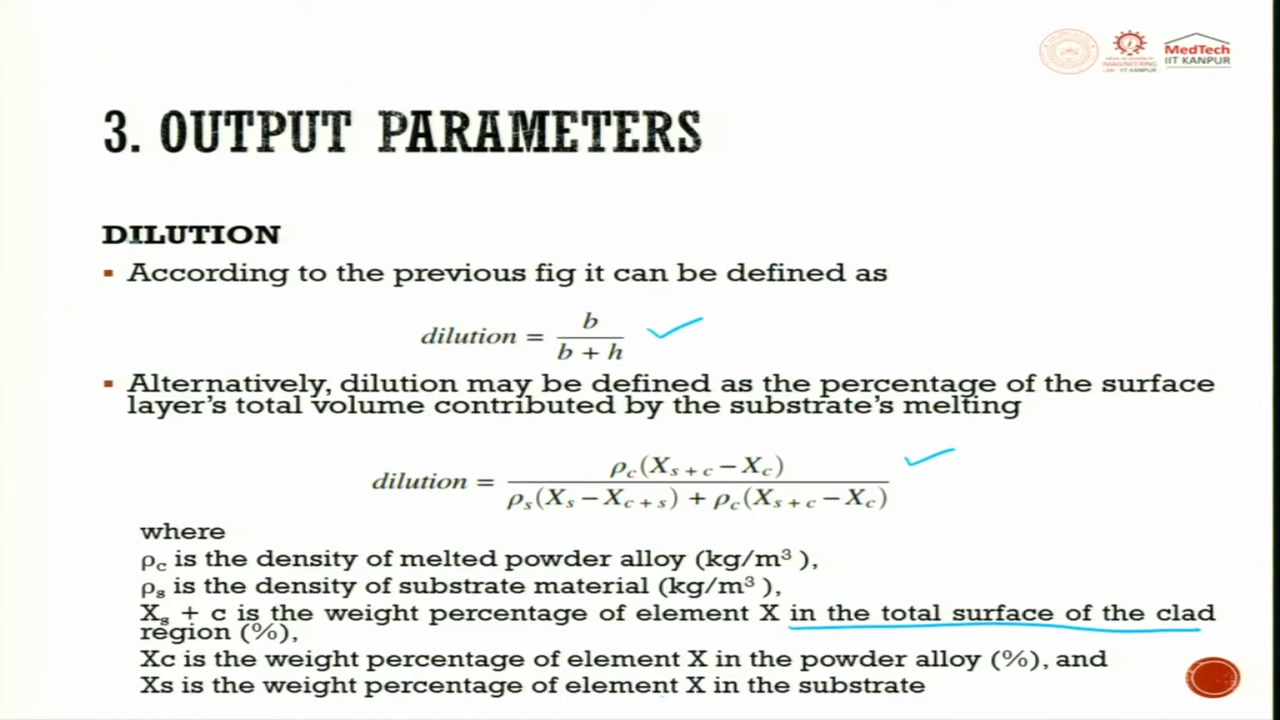 MedTech
IIT KANPUR
IMAGINEERING
LAB - IIT KANPUR
3. OUTPUT PARAMETERS
DILUTION
▪ According to the previous fig it can be defined as
dilution = b / (b + h)
▪ Alternatively, dilution may be defined as the percentage of the surface
layer's total volume contributed by the substrate's melting
dilution = ρc(Xs+c − Xc) / (ρs(Xs − Xc+s) + ρc(Xs+c − Xc))
where
ρc is the density of melted powder alloy (kg/m³ ),
ρs is the density of substrate material (kg/m³ ),
Xs + c is the weight percentage of element X in the total surface of the clad
region (%),
Xc is the weight percentage of element X in the powder alloy (%), and
Xs is the weight percentage of element X in the substrate